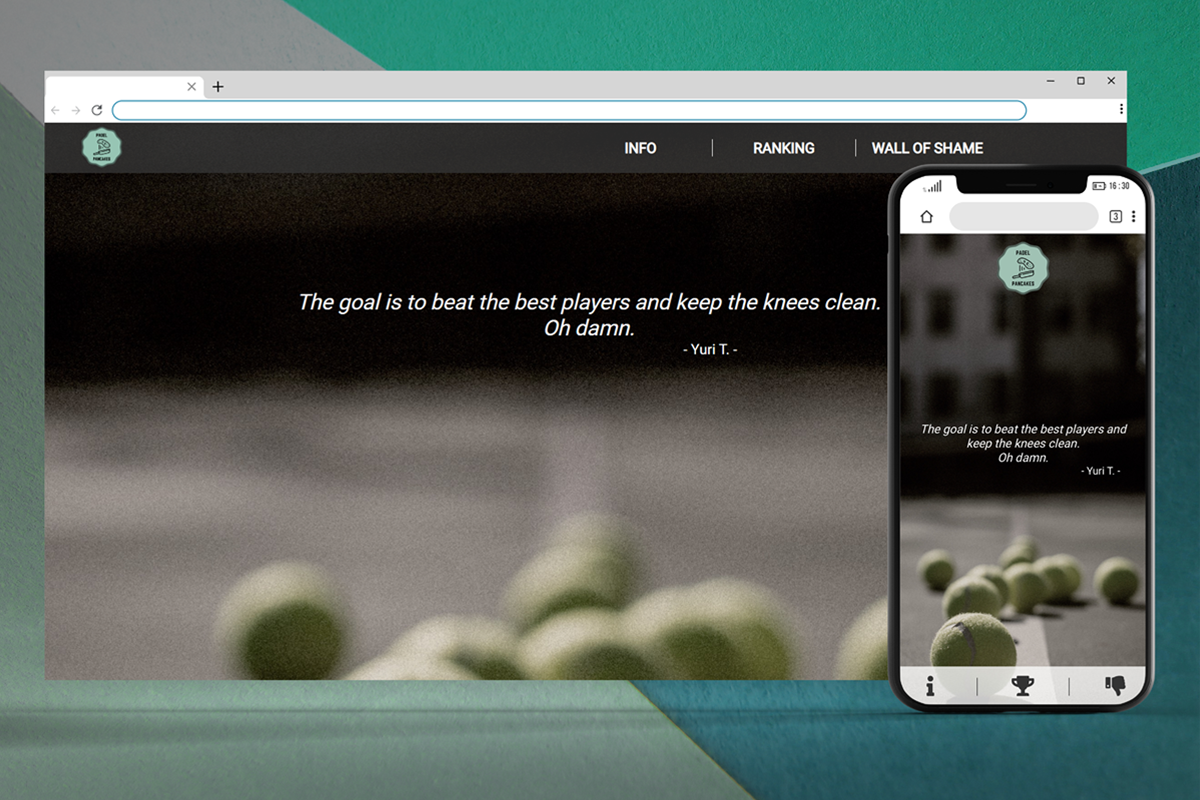 PADEL
PANCAKES
INFO
RANKING
WALL OF SHAME
The goal is to beat the best players and keep the knees clean.
Oh damn.
- Yuri T. -
16:30
3
PADEL
PANCAKES
The goal is to beat the best players and
keep the knees clean.
Oh damn.
- Yuri T. -